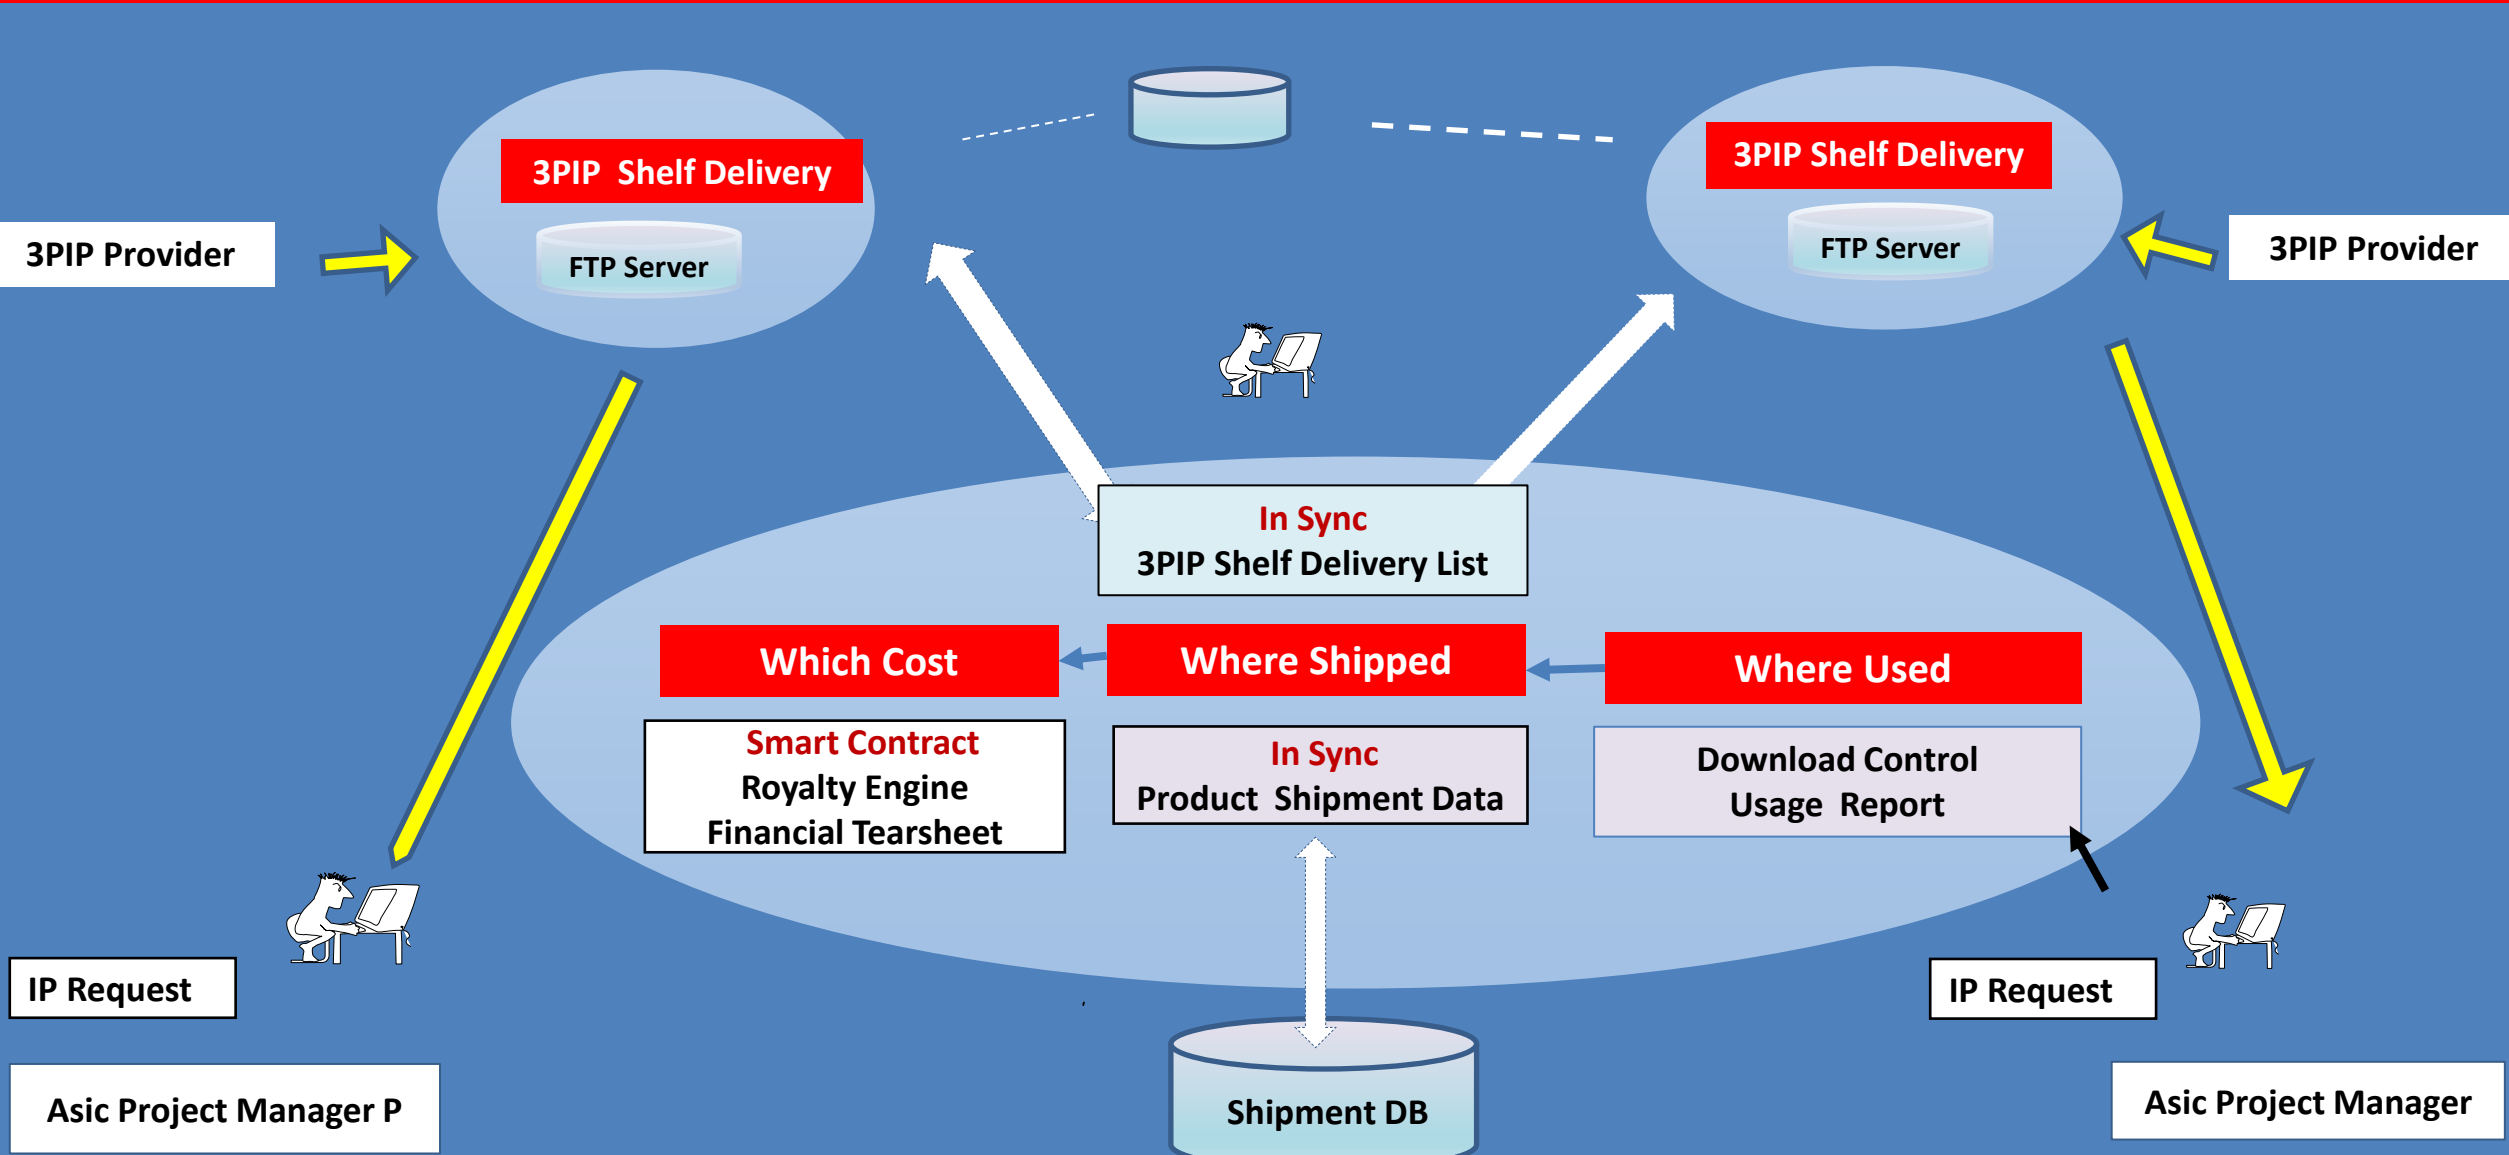 3PIP  Shelf Delivery
3PIP Shelf Delivery
3PIP Provider
FTP Server
FTP Server
3PIP Provider
In Sync
3PIP Shelf Delivery List
Which Cost
Where Shipped
Where Used
Smart Contract
Royalty Engine
Financial Tearsheet
In Sync
Product  Shipment Data
Download Control
Usage  Report
IP Request
IP Request
,
Asic Project Manager P
Shipment DB
Asic Project Manager